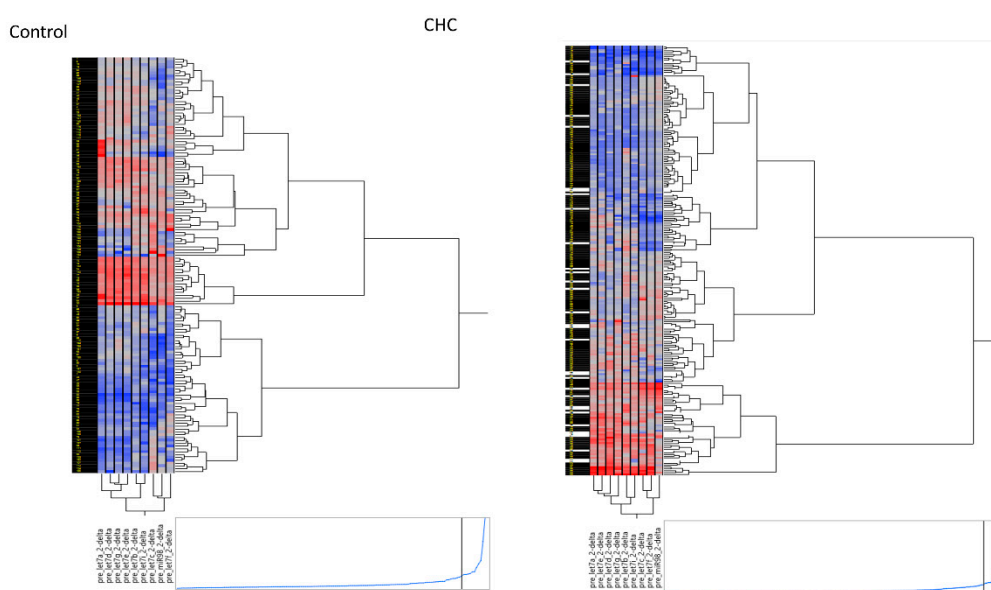 Control
CHC
pre_let7a_2-delta
pre_let7d_2-delta
pre_let7g_2-delta
pre_let7e_2-delta
pre_let7b_2-delta
pre_let7i_2-delta
pre_let7c_2-delta
pre_miR98_2-delta
pre_let7f_2-delta
pre_let7a_2-delta
pre_let7e_2-delta
pre_let7d_2-delta
pre_let7g_2-delta
pre_let7b_2-delta
pre_let7i_2-delta
pre_let7c_2-delta
pre_let7f_2-delta
pre_miR98_2-delta